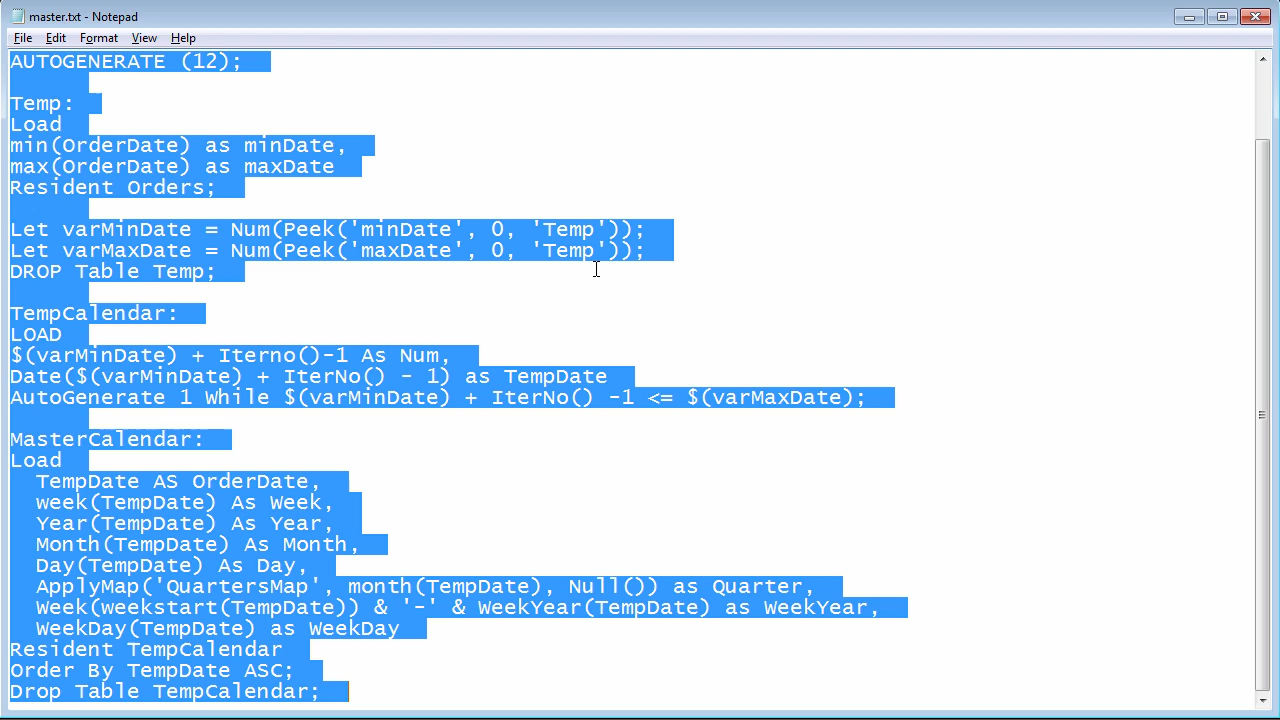 master.txt - Notepad
File Edit Format View Help
AUTOGENERATE (12);
Temp:
Load
min(OrderDate) as minDate,
max(OrderDate) as maxDate
Resident Orders;
Let varMinDate = Num(Peek('minDate', 0, 'Temp'));
Let varMaxDate = Num(Peek('maxDate', 0, 'Temp'));
DROP Table Temp;
TempCalendar:
LOAD
$(varMinDate) + Iterno()-1 As Num,
Date($(varMinDate) + IterNo() - 1) as TempDate
AutoGenerate 1 While $(varMinDate) + IterNo() -1 <= $(varMaxDate);
MasterCalendar:
Load
TempDate AS OrderDate,
week(TempDate) As Week,
Year(TempDate) As Year,
Month(TempDate) As Month,
Day(TempDate) As Day,
ApplyMap('QuartersMap', month(TempDate), Null()) as Quarter,
Week(weekstart(TempDate)) & '-' & WeekYear(TempDate) as WeekYear,
WeekDay(TempDate) as WeekDay
Resident TempCalendar
Order By TempDate ASC;
Drop Table TempCalendar;